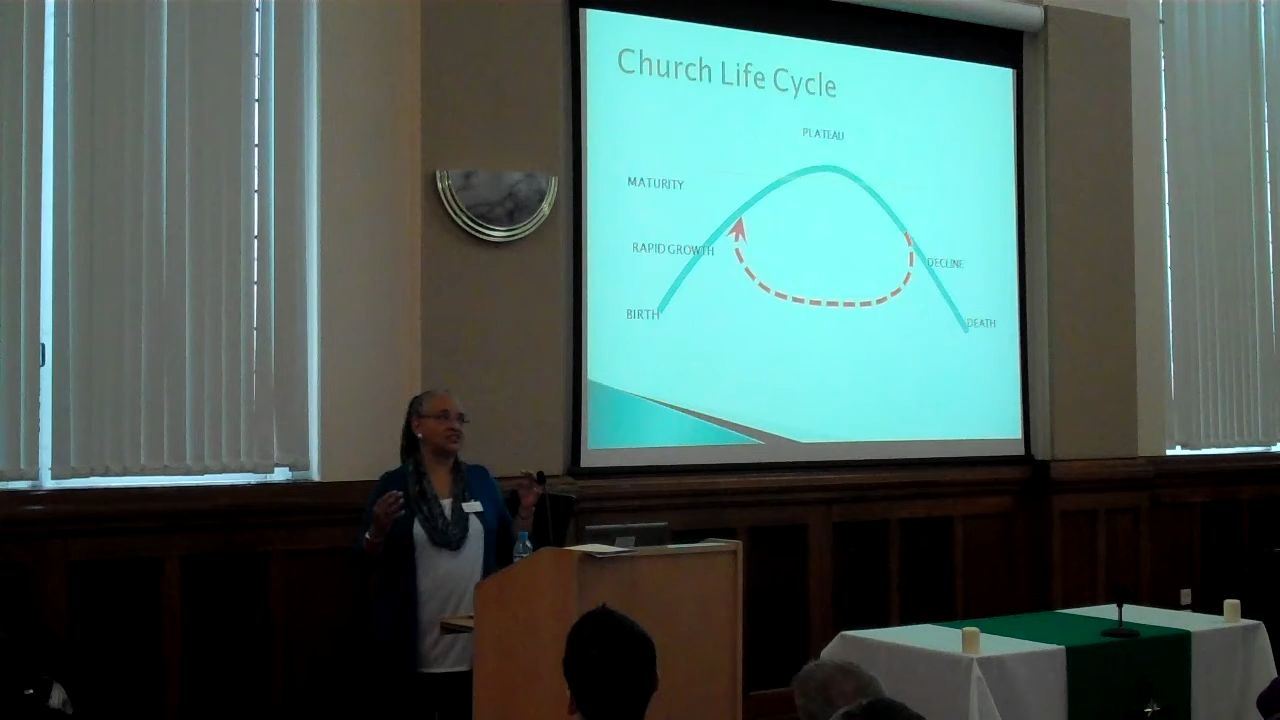 Church Life Cycle
PLATEAU
MATURITY
RAPID GROWTH
DECLINE
BIRTH
DEATH